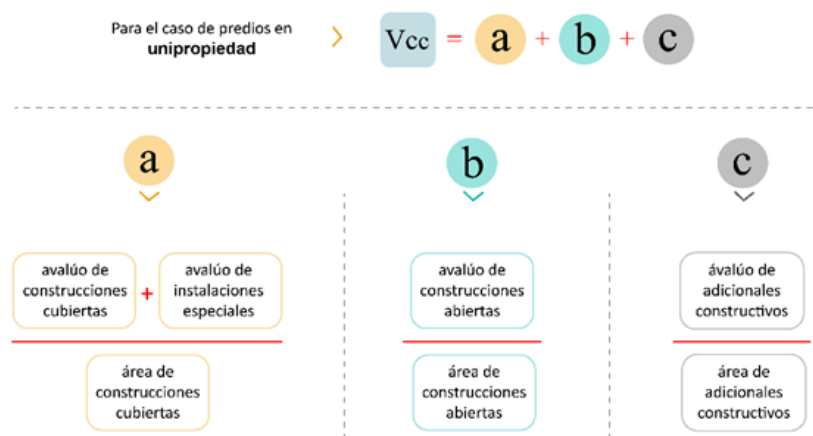 Para el caso de predios en
unipropiedad
>
Vcc = a + b + c
a
b
c
avalúo de
construcciones
cubiertas
+
avalúo de
instalaciones
especiales
área de
construcciones
cubiertas
avalúo de
construcciones
abiertas
área de
construcciones
abiertas
ávalúo de
adicionales
constructivos
área de
adicionales
constructivos